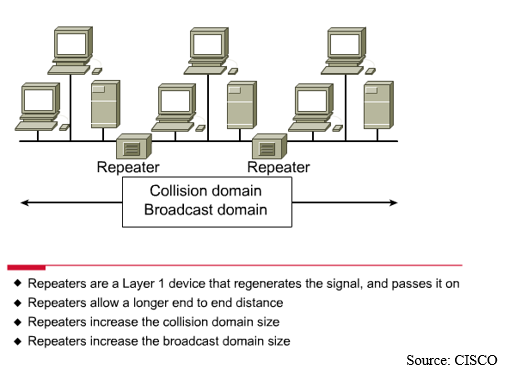 Repeater
Repeater
Collision domain
Broadcast domain
Repeaters are a Layer 1 device that regenerates the signal, and passes it on
Repeaters allow a longer end to end distance
Repeaters increase the collision domain size
Repeaters increase the broadcast domain size
Source: CISCO